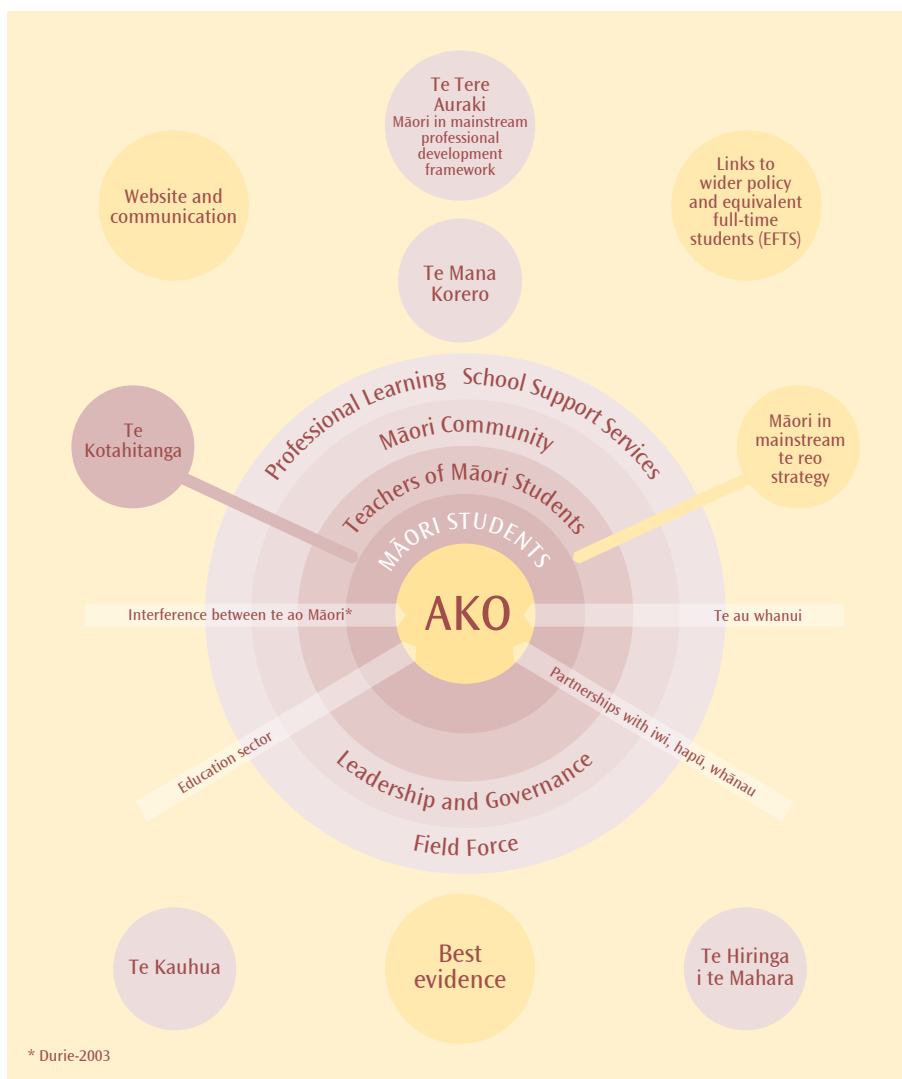 Te Tere
Auraki
Māori in mainstream
professional
development
framework
Website and
communication
Links to
wider policy
and equivalent
full-time
students (EFTS)
Te Mana
Korero
Professional Learning
School Support Services
Māori Community
Teachers of Māori Students
MĀORI STUDENTS
Te
Kotahitanga
Māori in
mainstream
te reo
strategy
AKO
Interference between te ao Māori*
Te au whanui
Education sector
Partnerships with iwi, hapū, whānau
Leadership and Governance
Field Force
Te Kauhua
Best
evidence
Te Hiringa
i te Mahara
* Durie-2003